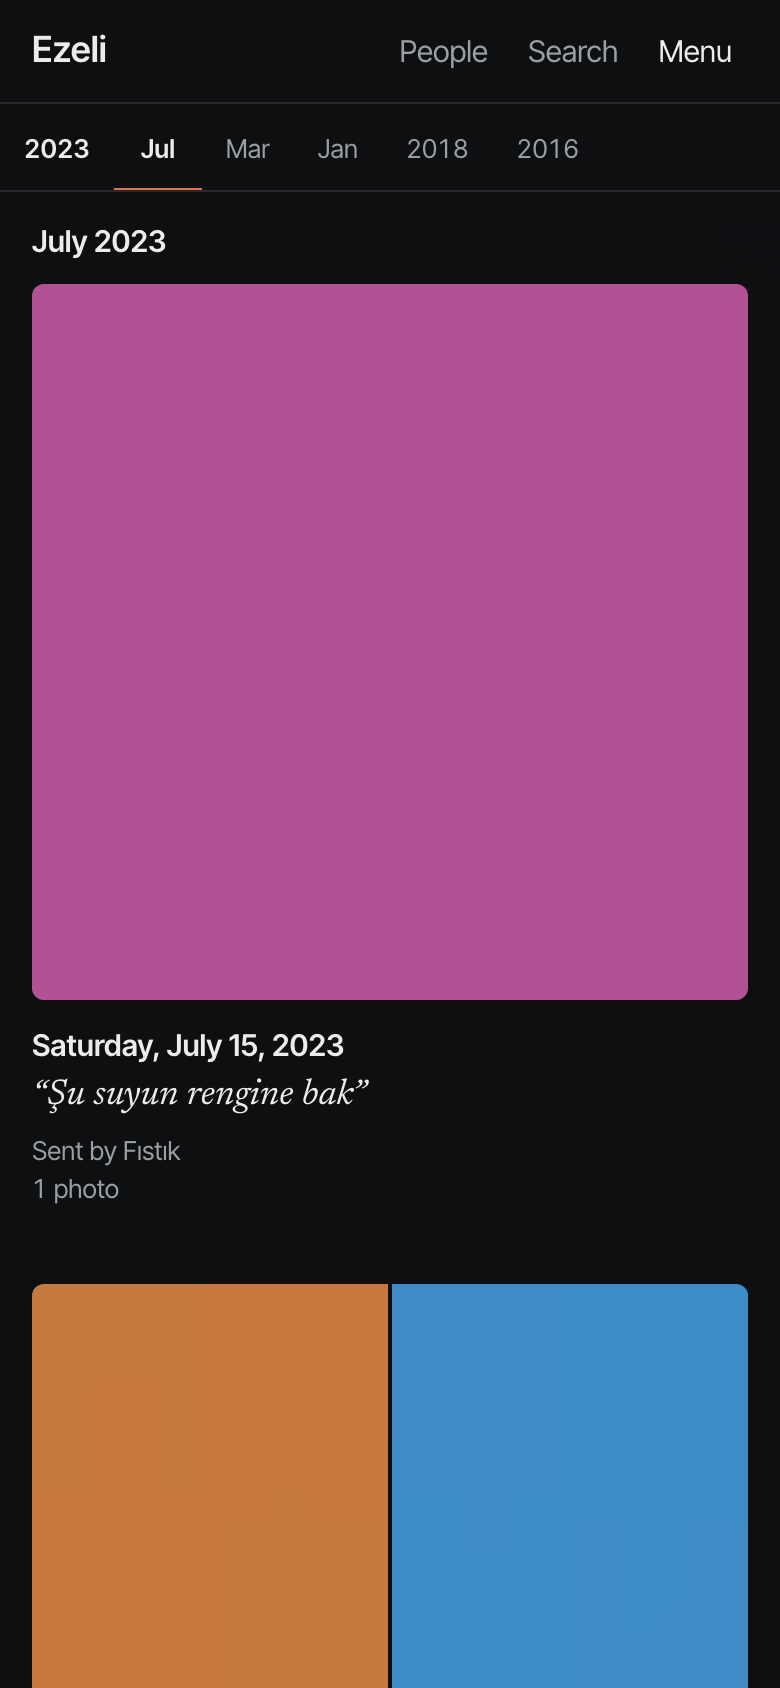 Ezeli People Search Menu
2023 Jul Mar Jan 2018 2016
July 2023
Saturday, July 15, 2023
“Şu suyun rengine bak”
Sent by Fıstık
1 photo